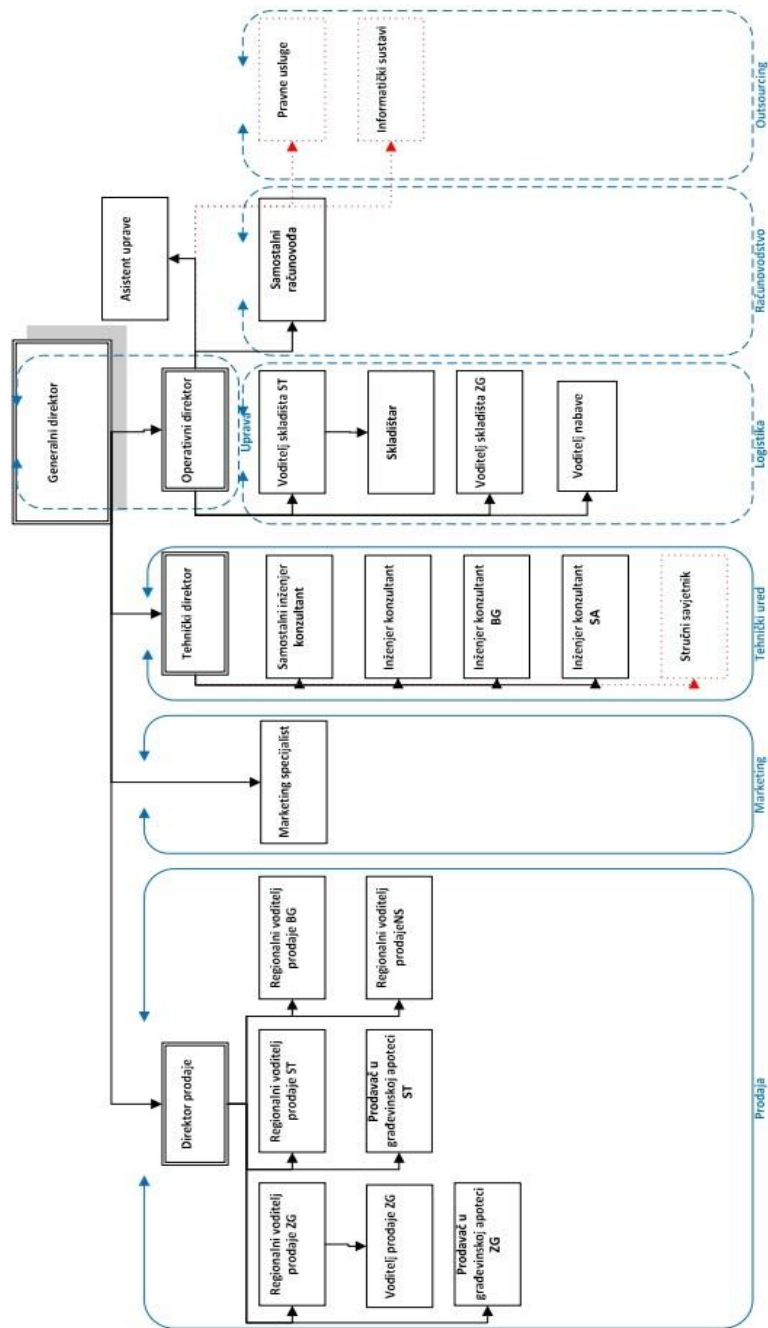 Generalni direktor
Uprava
Asistent uprave
Direktor prodaje
Tehnički direktor
Operativni direktor
Regionalni voditelj
prodaje ZG
Regionalni voditelj
prodaje ST
Regionalni voditelj
prodaje BG
Marketing specijalist
Samostalni inženjer
konzultant
Voditelj skladišta ST
Samostalni
računovođa
Pravne usluge
Voditelj prodaje ZG
Prodavač u
građevinskoj apoteci
ST
Regionalni voditelj
prodajeNS
Inženjer konzultant
Skladištar
Informatički sustavi
Prodavač u
građevinskoj apoteci
ZG
Inženjer konzultant
BG
Voditelj skladišta ZG
Inženjer konzultant
SA
Voditelj nabave
Stručni savjetnik
Prodaja
Marketing
Tehnički ured
Logistika
Računovodstvo
Outsourcing